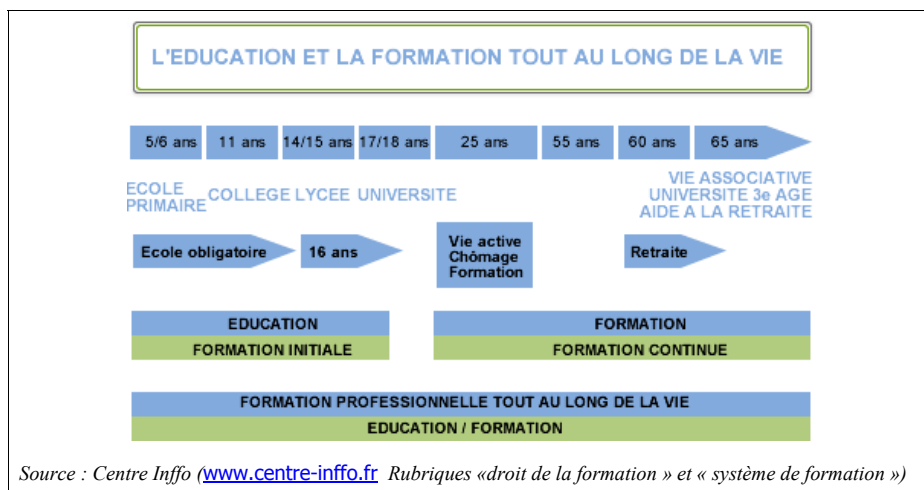 L'EDUCATION ET LA FORMATION TOUT AU LONG DE LA VIE
5/6 ans 11 ans 14/15 ans 17/18 ans 25 ans 55 ans 60 ans 65 ans
ECOLE
PRIMAIRE
COLLEGE LYCEE UNIVERSITE
VIE ASSOCIATIVE
UNIVERSITE 3e AGE
AIDE A LA RETRAITE
Ecole obligatoire
16 ans
Vie active
Chômage
Formation
Retraite
EDUCATION
FORMATION INITIALE
FORMATION
FORMATION CONTINUE
FORMATION PROFESSIONNELLE TOUT AU LONG DE LA VIE
EDUCATION / FORMATION
Source : Centre Inffo (www.centre-inffo.fr Rubriques «droit de la formation » et « système de formation »)